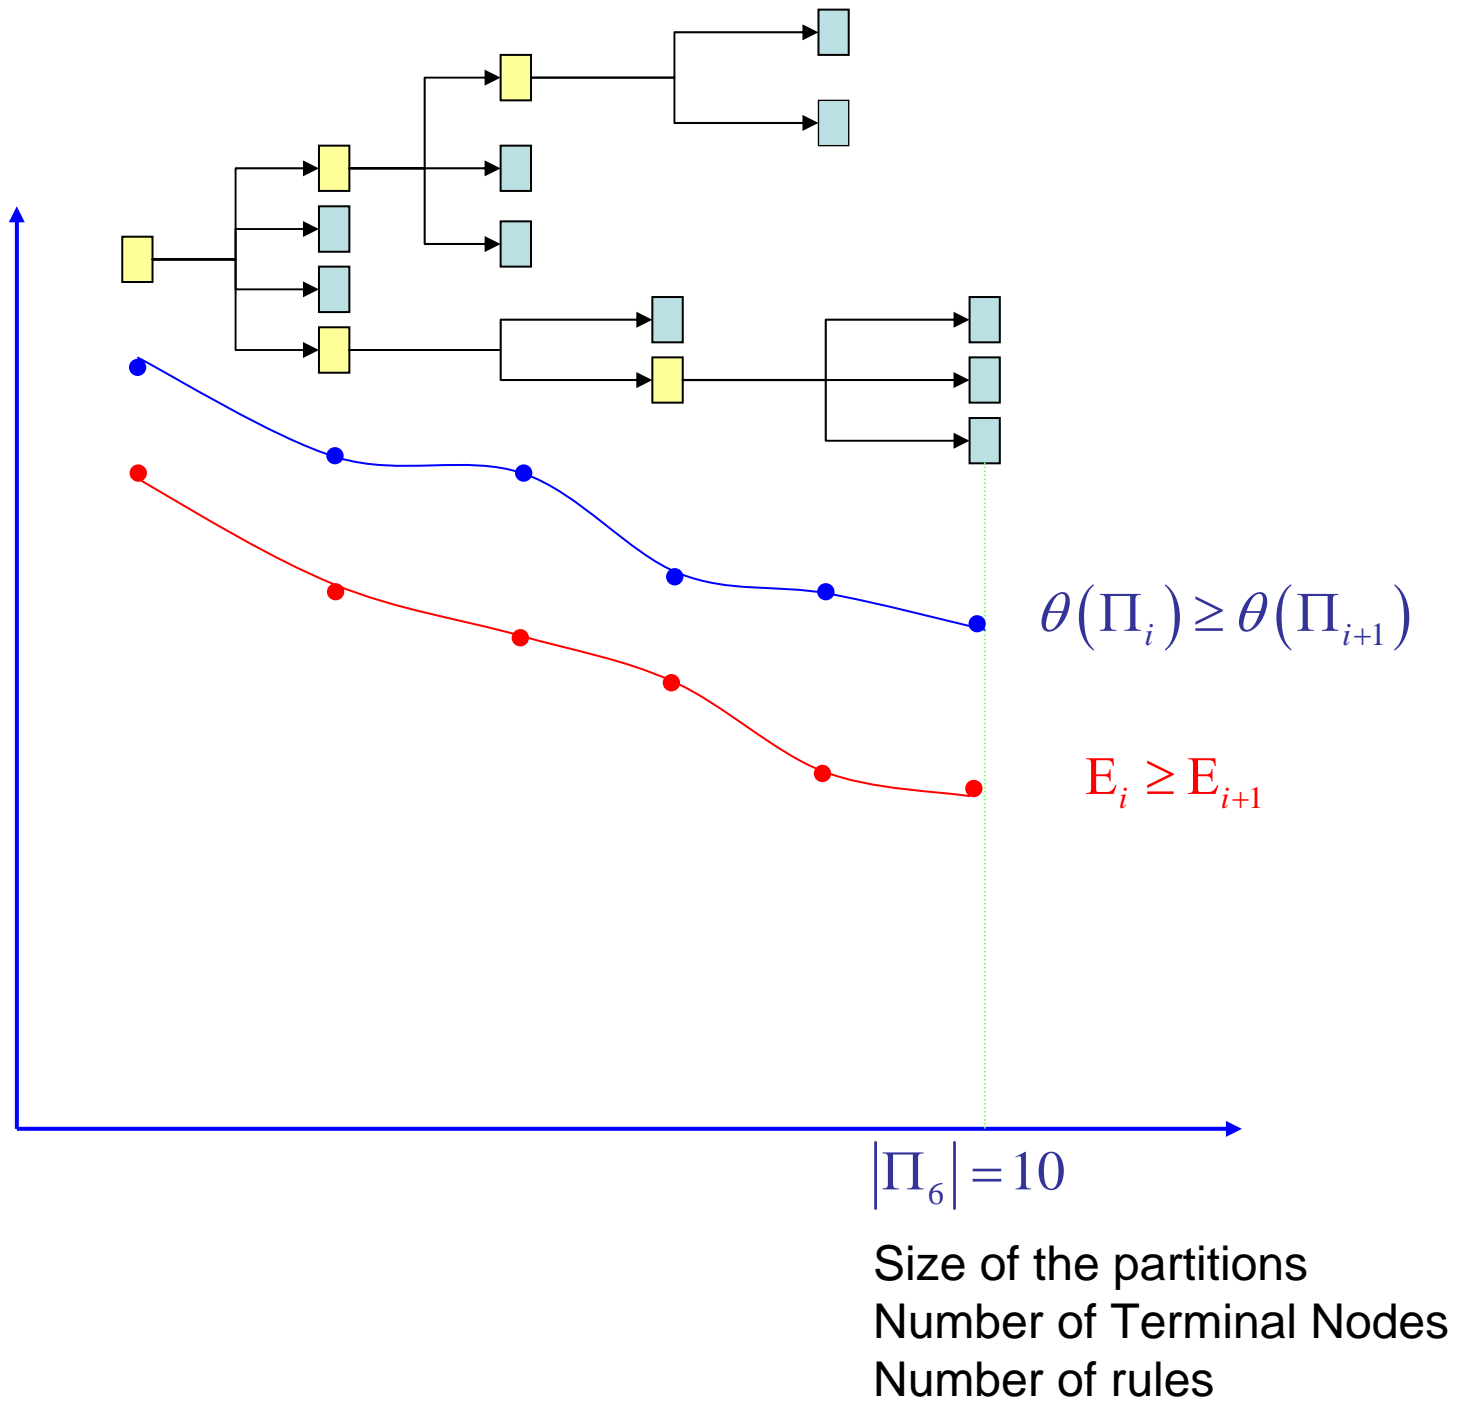 θ(Π_i) ≥ θ(Π_{i+1})
E_i ≥ E_{i+1}
|Π_6| = 10
Size of the partitions
Number of Terminal Nodes
Number of rules